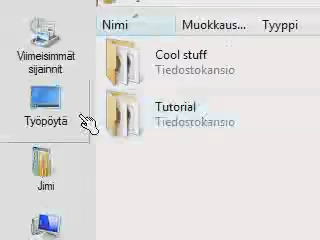 Nimi Muokkaus... Tyyppi
Viimeisimmät
sijainnit
Työpöytä
Jimi
Cool stuff
Tiedostokansio
Tutorial
Tiedostokansio